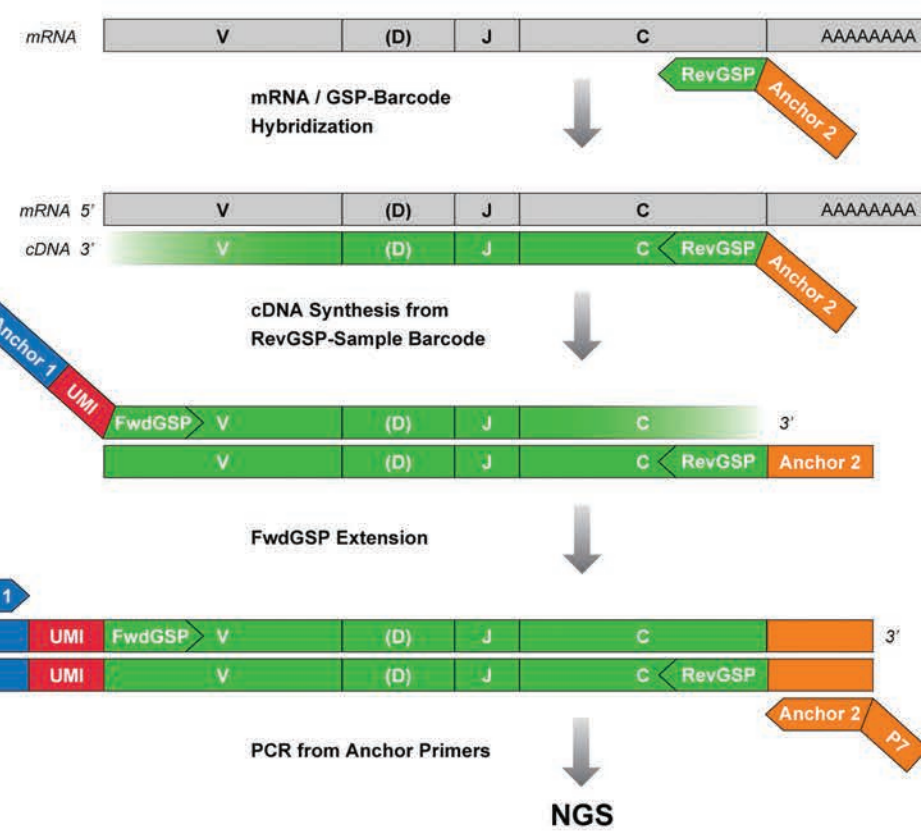 mRNA V (D) J C AAAAAAAA
RevGSP
Anchor 2
mRNA / GSP-Barcode
Hybridization
mRNA 5’ V (D) J C AAAAAAAA
cDNA 3’ V (D) J C RevGSP
Anchor 2
cDNA Synthesis from
RevGSP-Sample Barcode
Anchor 1
UMI
FwdGSP V (D) J C 3’
V (D) J C RevGSP Anchor 2
FwdGSP Extension
1
UMI FwdGSP V (D) J C 3’
UMI V (D) J C RevGSP
Anchor 2
P7
PCR from Anchor Primers
NGS